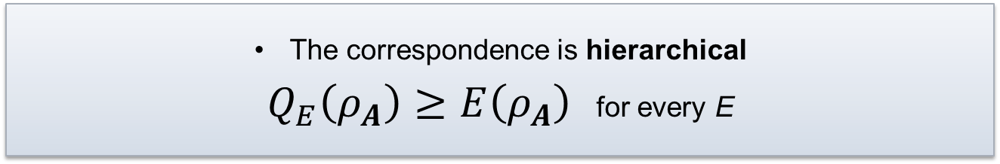 • The correspondence is hierarchical
Q_E(ρ_A) ≥ E(ρ_A) for every E